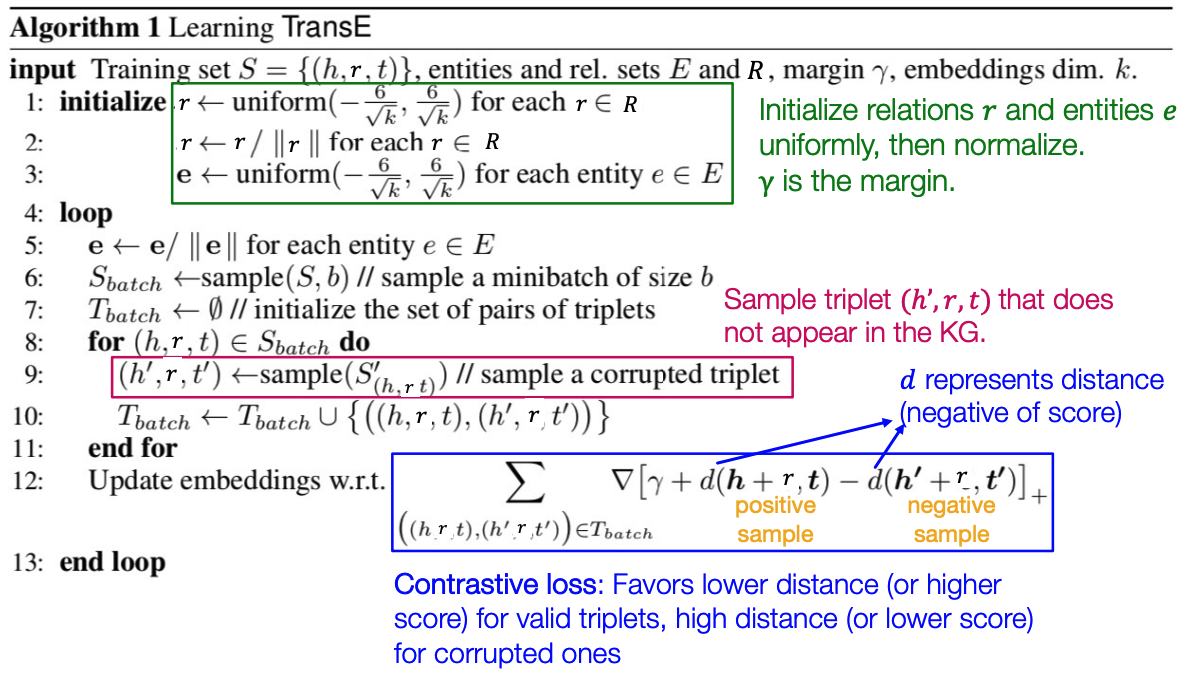 Algorithm 1 Learning TransE
input Training set S = {(h, r, t)}, entities and rel. sets E and R, margin γ, embeddings dim. k.
1: initialize r ← uniform(−6/√k, 6/√k) for each r ∈ R
2: r ← r / ‖r‖ for each r ∈ R
3: e ← uniform(−6/√k, 6/√k) for each entity e ∈ E
Initialize relations r and entities e
uniformly, then normalize.
γ is the margin.
4: loop
5: e ← e/ ‖e‖ for each entity e ∈ E
6: S_batch ←sample(S, b) // sample a minibatch of size b
7: T_batch ← ∅ // initialize the set of pairs of triplets
8: for (h, r, t) ∈ S_batch do
9: (h′, r, t′) ←sample(S′_(h, r t)) // sample a corrupted triplet
Sample triplet (h′, r, t) that does
not appear in the KG.
10: T_batch ← T_batch ∪ {((h, r, t), (h′, r, t′))}
d represents distance
(negative of score)
11: end for
12: Update embeddings w.r.t. ∑ ∇[γ + d(h + r, t) − d(h′ + r, t′)]₊
((h, r, t),(h′, r, t′))∈T_batch
positive
sample
negative
sample
13: end loop
Contrastive loss: Favors lower distance (or higher
score) for valid triplets, high distance (or lower score)
for corrupted ones